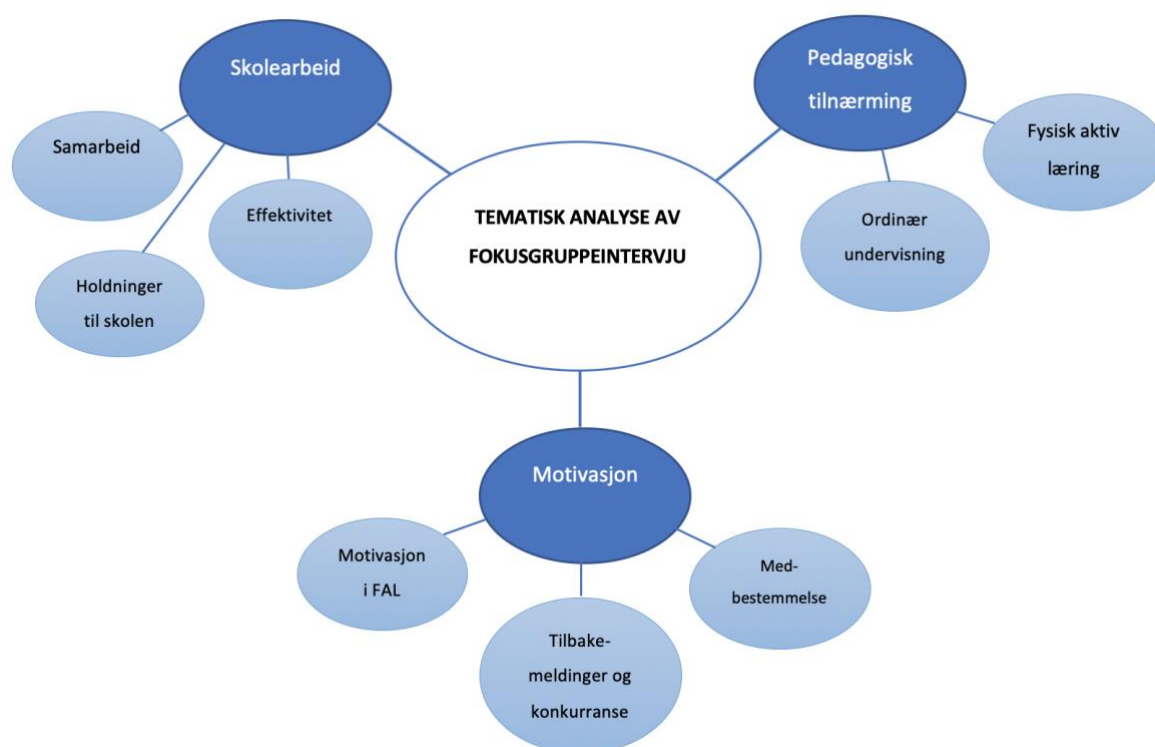 Skolearbeid
Samarbeid
Effektivitet
Holdninger
til skolen
TEMATISK ANALYSE AV
FOKUSGRUPPEINTERVJU
Pedagogisk
tilnærming
Fysisk aktiv
læring
Ordinær
undervisning
Motivasjon
Motivasjon
i FAL
Tilbake-
meldinger og
konkurranse
Med-
bestemmelse